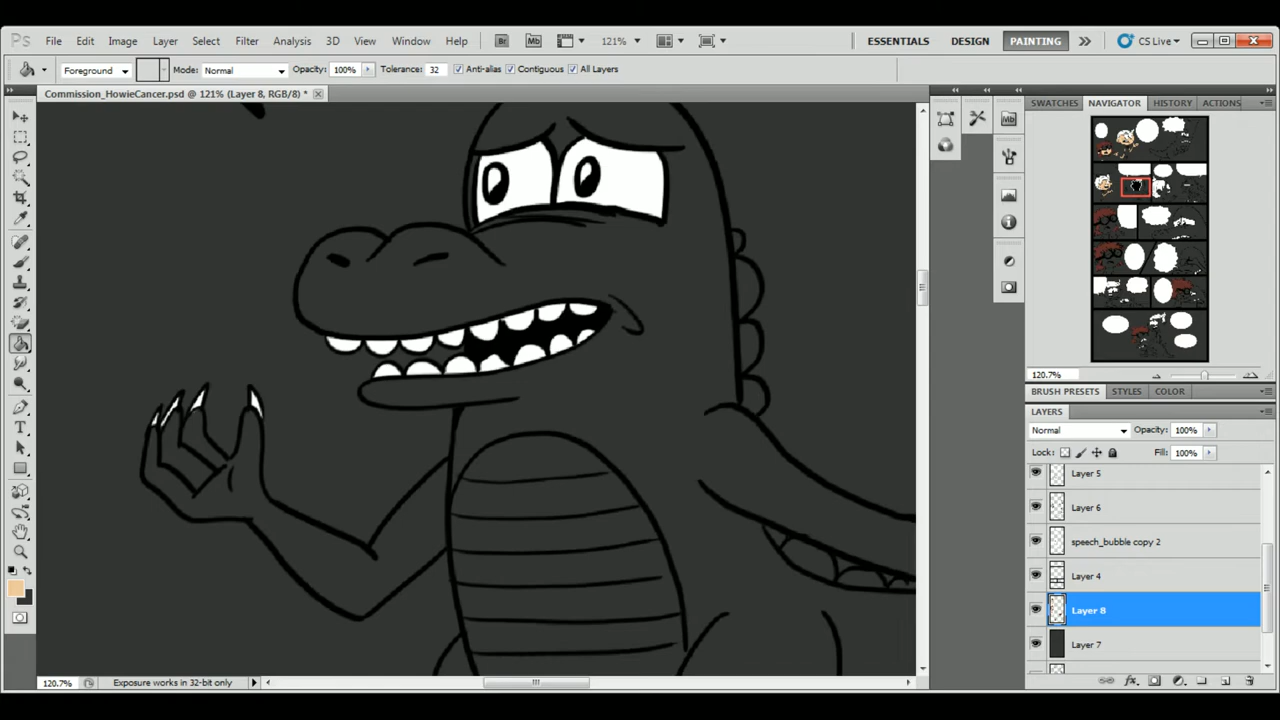 Ps File Edit Image Layer Select Filter Analysis 3D View Window Help Br Mb 121% ESSENTIALS DESIGN PAINTING CS Live
Foreground Mode: Normal Opacity: 100% Tolerance: 32 Anti-alias Contiguous All Layers
Commission_HowieCancer.psd @ 121% (Layer 8, RGB/8) *
SWATCHES NAVIGATOR HISTORY ACTIONS
Mb
120.7%
BRUSH PRESETS STYLES COLOR
LAYERS
Normal Opacity: 100%
Lock: Fill: 100%
Layer 5
Layer 6
speech_bubble copy 2
Layer 4
Layer 8
Layer 7
120.7% Exposure works in 32-bit only
fx